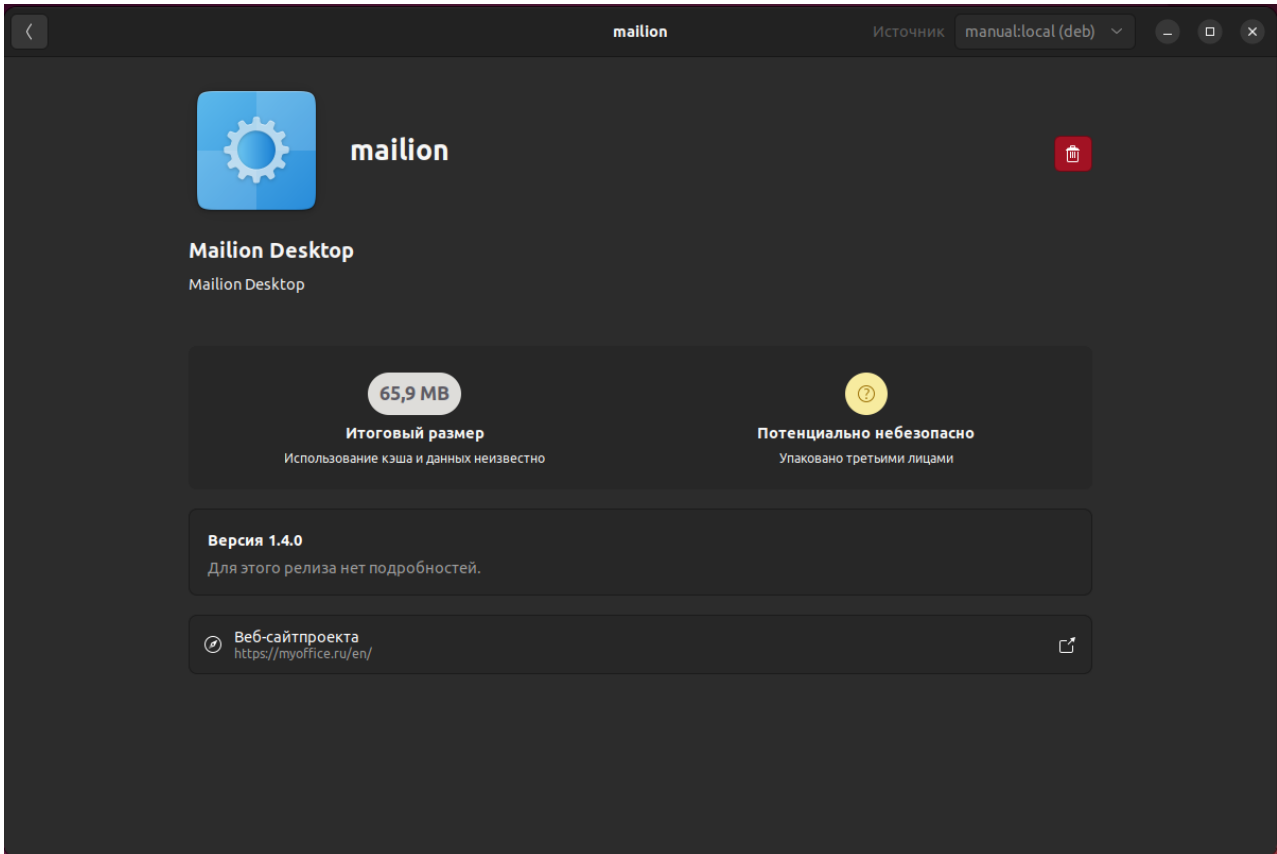 mailion
Источник manual:local (deb)
mailion
Mailion Desktop
Mailion Desktop
65,9 MB
Итоговый размер
Использование кэша и данных неизвестно
Потенциально небезопасно
Упаковано третьими лицами
Версия 1.4.0
Для этого релиза нет подробностей.
Веб-сайтпроекта
https://myoffice.ru/en/